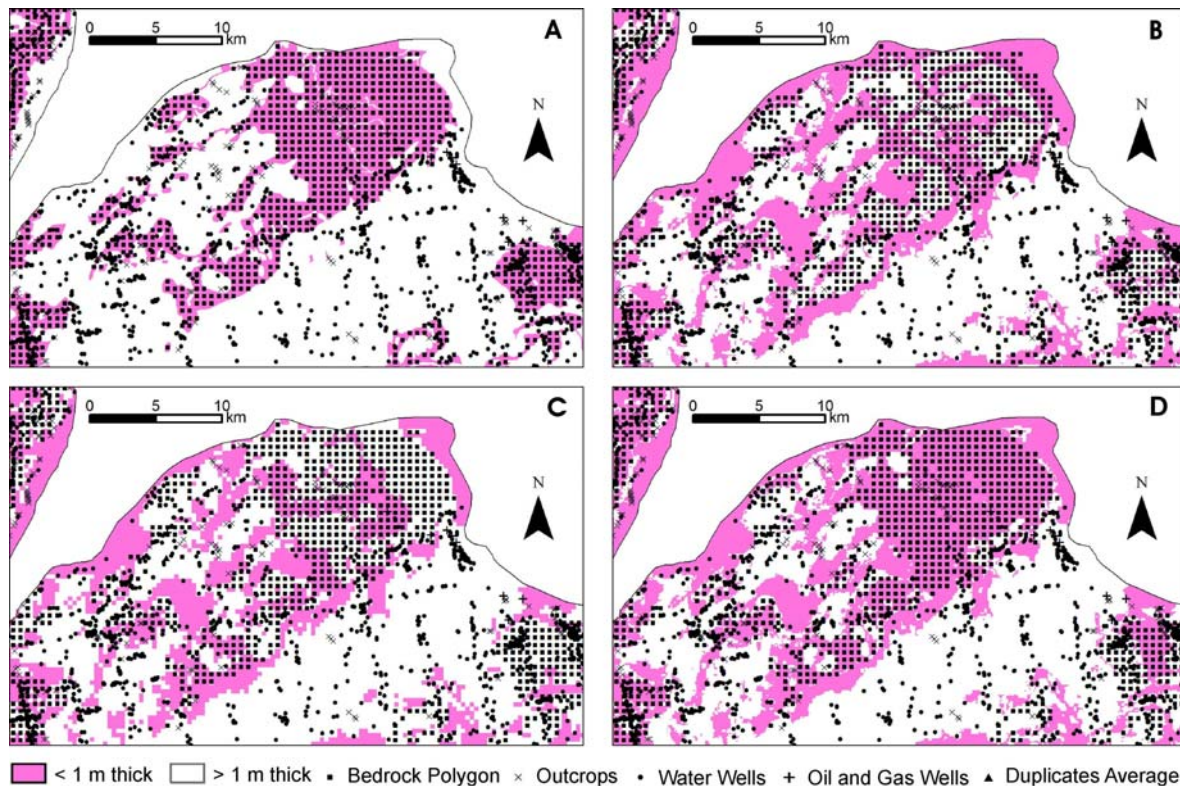 0 5 10
km
A
N
0 5 10
km
B
N
0 5 10
km
C
N
0 5 10
km
D
N
< 1 m thick > 1 m thick Bedrock Polygon Outcrops Water Wells Oil and Gas Wells Duplicates Average